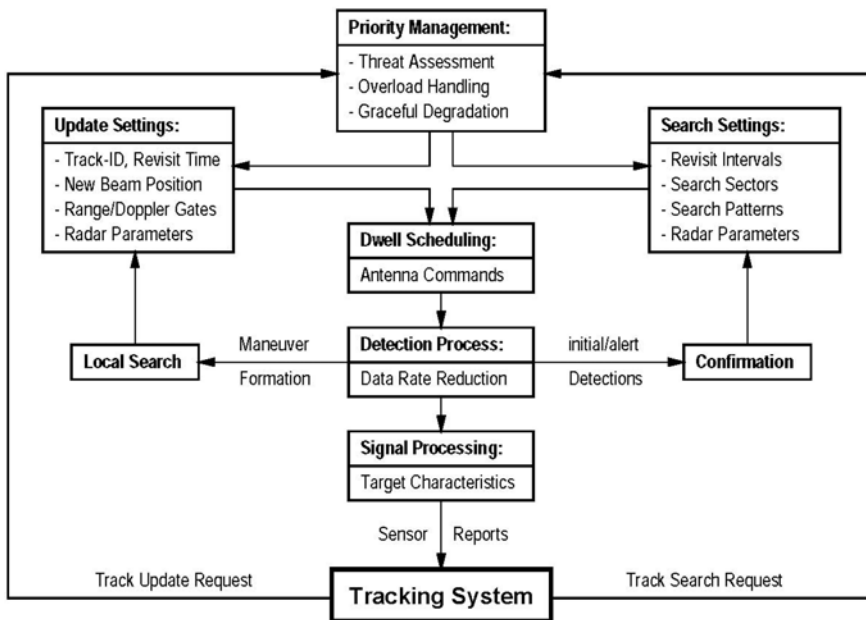 Priority Management:
- Threat Assessment
- Overload Handling
- Graceful Degradation
Update Settings:
- Track-ID, Revisit Time
- New Beam Position
- Range/Doppler Gates
- Radar Parameters
Search Settings:
- Revisit Intervals
- Search Sectors
- Search Patterns
- Radar Parameters
Dwell Scheduling:
Antenna Commands
Local Search
Maneuver
Formation
Detection Process:
Data Rate Reduction
initial/alert
Detections
Confirmation
Signal Processing:
Target Characteristics
Sensor Reports
Track Update Request
Tracking System
Track Search Request